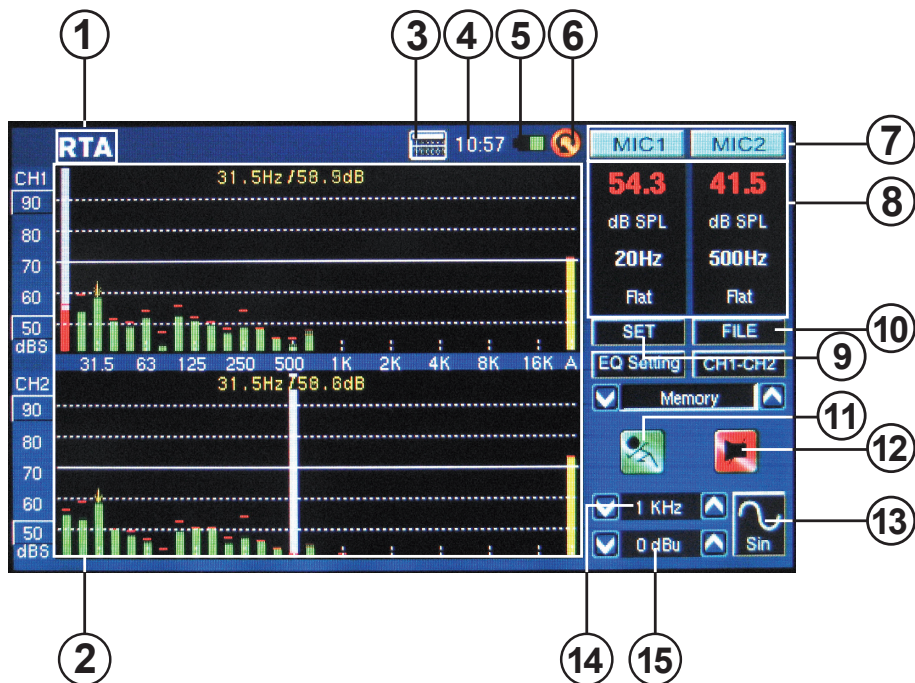 1 3 4 5 6
RTA 10:57 MIC1 MIC2 7
CH1 31.5Hz/58.9dB 54.3 41.5 8
90 dB SPL dB SPL
80 20Hz 500Hz
70 Flat Flat
60
50 SET FILE 10
dBS 31.5 63 125 250 500 1K 2K 4K 8K 16K A EQ Setting CH1-CH2 9
CH2 31.5Hz/58.6dB Memory
90 11
80 12
70
60 1 KHz 13
50 0 dBu Sin
dBS
2 14 15